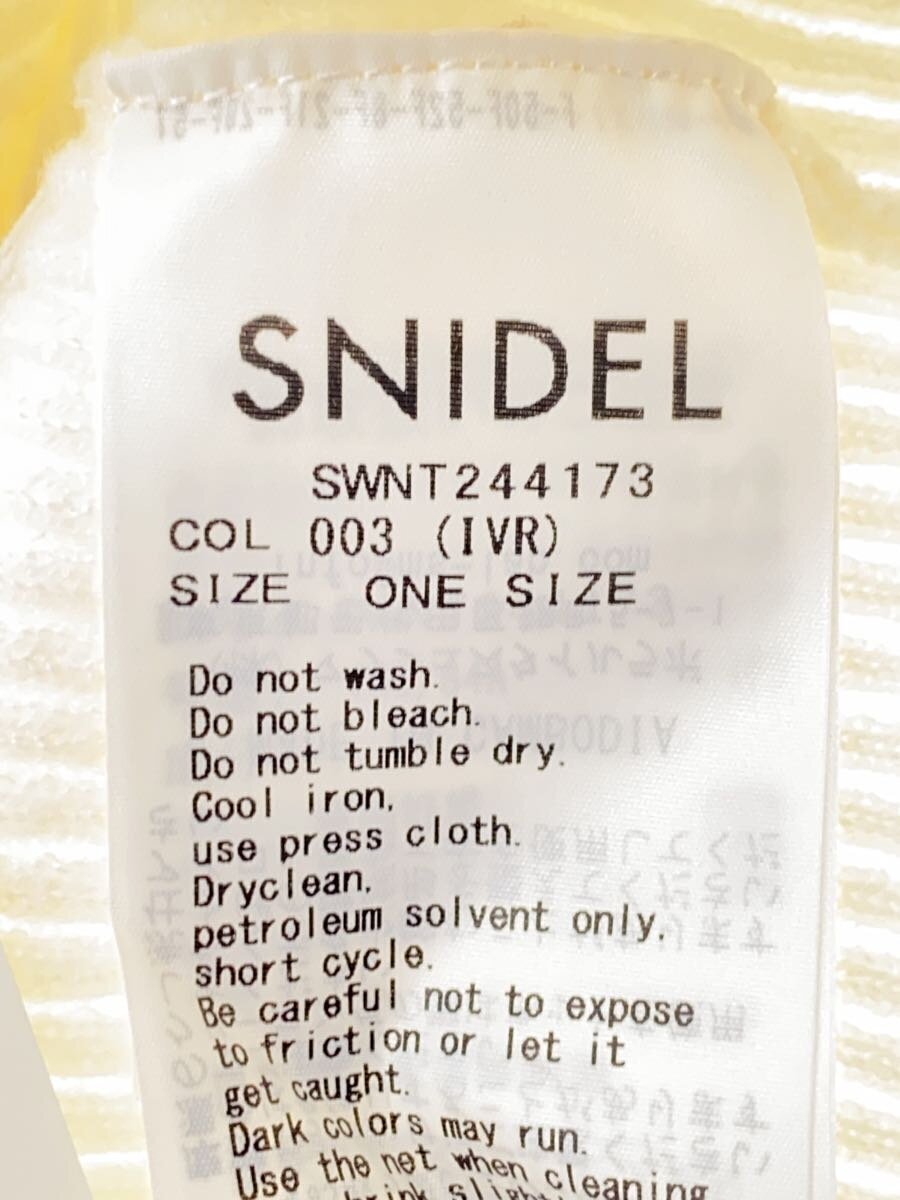 SNIDEL
SWNT244173
COL 003 (IVR)
SIZE ONE SIZE
Do not wash.
Do not bleach.
Do not tumble dry.
Cool iron,
use press cloth.
Dryclean,
petroleum solvent only,
short cycle.
Be careful not to expose
to friction or let it
get caught.
Dark colors may run.
Use the net when cleaning